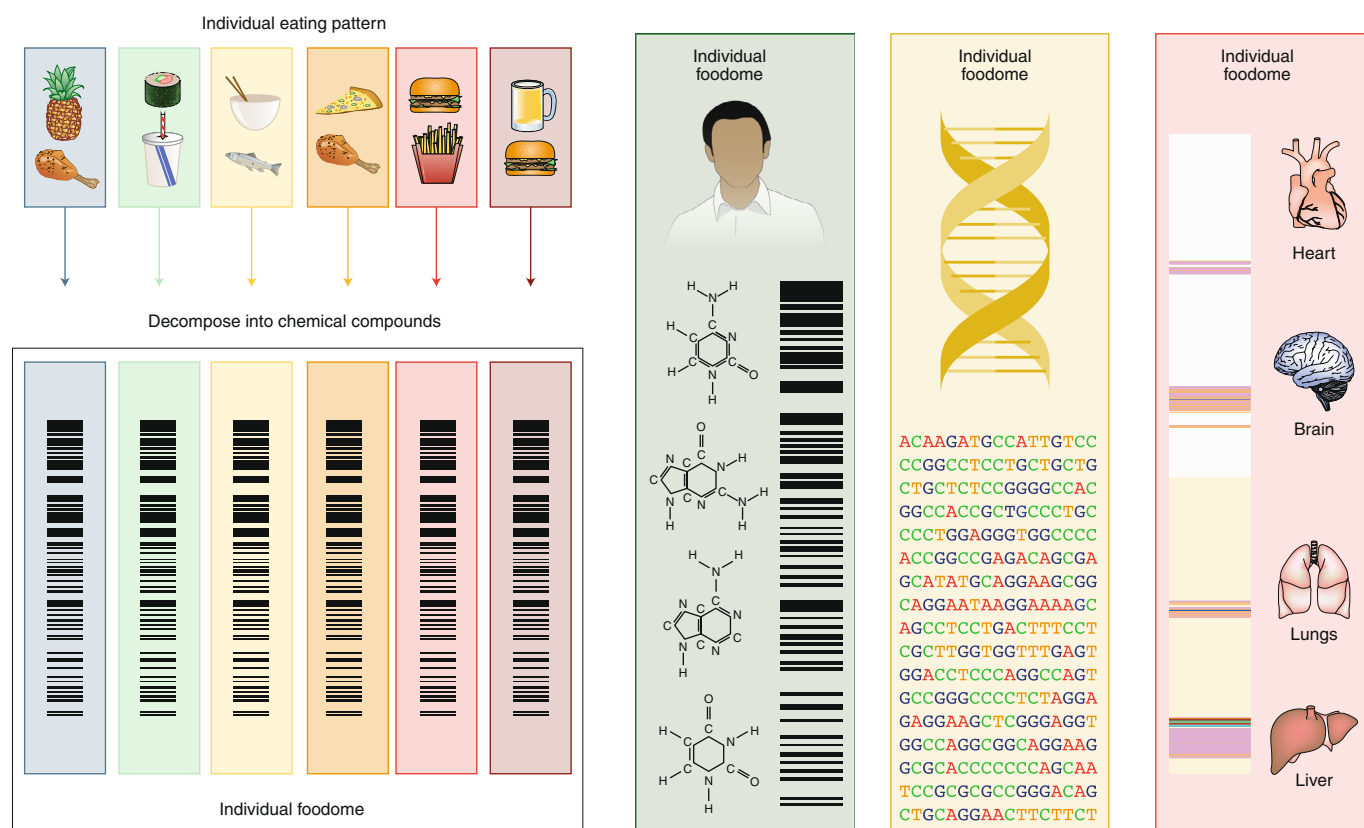 Individual eating pattern
Decompose into chemical compounds
Individual foodome
Individual
foodome
H
H
N
H
C
C
N
C
H
C
N
O
H
O
N
C
C
N
H
C
N
C
C
N
H
N
H
H
H
H
N
N
C
C
N
C
C
N
C
N
H
O
H
C
C
N
H
C
H
C
N
O
H
Individual
foodome
ACAAGATGCCATTGTCC
CCGGCCTCCTGCTGCTG
CTGCTCTCCGGGGCCAC
GGCCACCGCTGCCCTGC
CCCTGGAGGGTGGCCCC
ACCGGCCGAGACAGCGA
GCATATGCAGGAAGCGG
CAGGAATAAGGAAAAGC
AGCCTCCTGACTTTCCT
CGCTTGGTGGTTTGAGT
GGACCTCCCAGGCCAGT
GCCGGGCCCCTCTAGGA
GAGGAAGCTCGGGAGGT
GGCCAGGCGGCAGGAAG
GCGCACCCCCCCAGCAA
TCCGCGCGCCGGGACAG
CTGCAGGAACTTCTTCT
Individual
foodome
Heart
Brain
Lungs
Liver